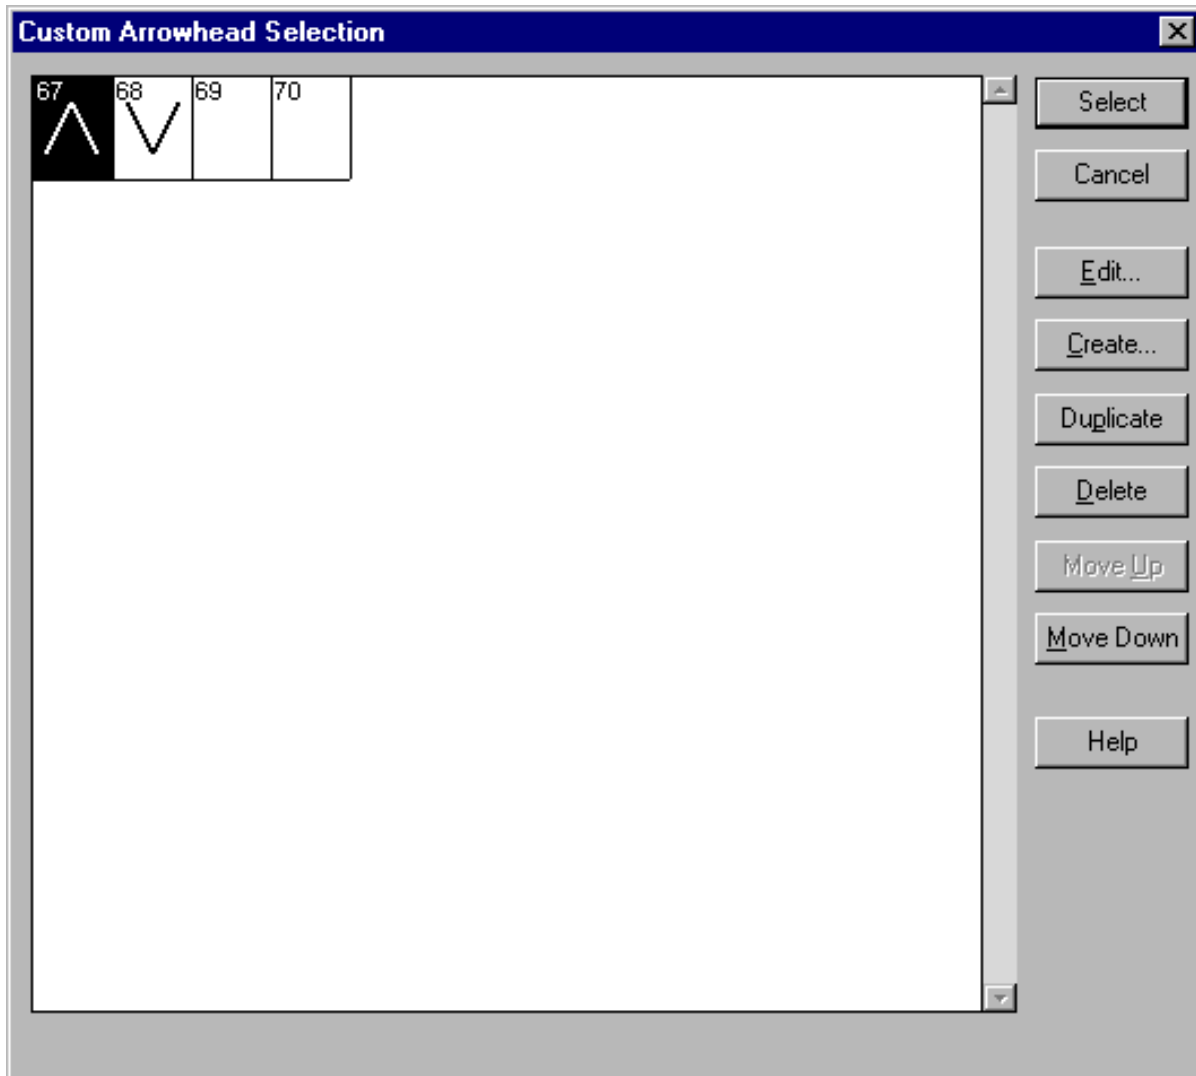 Custom Arrowhead Selection
67 68 69 70
Select
Cancel
Edit...
Create...
Duplicate
Delete
Move Up
Move Down
Help